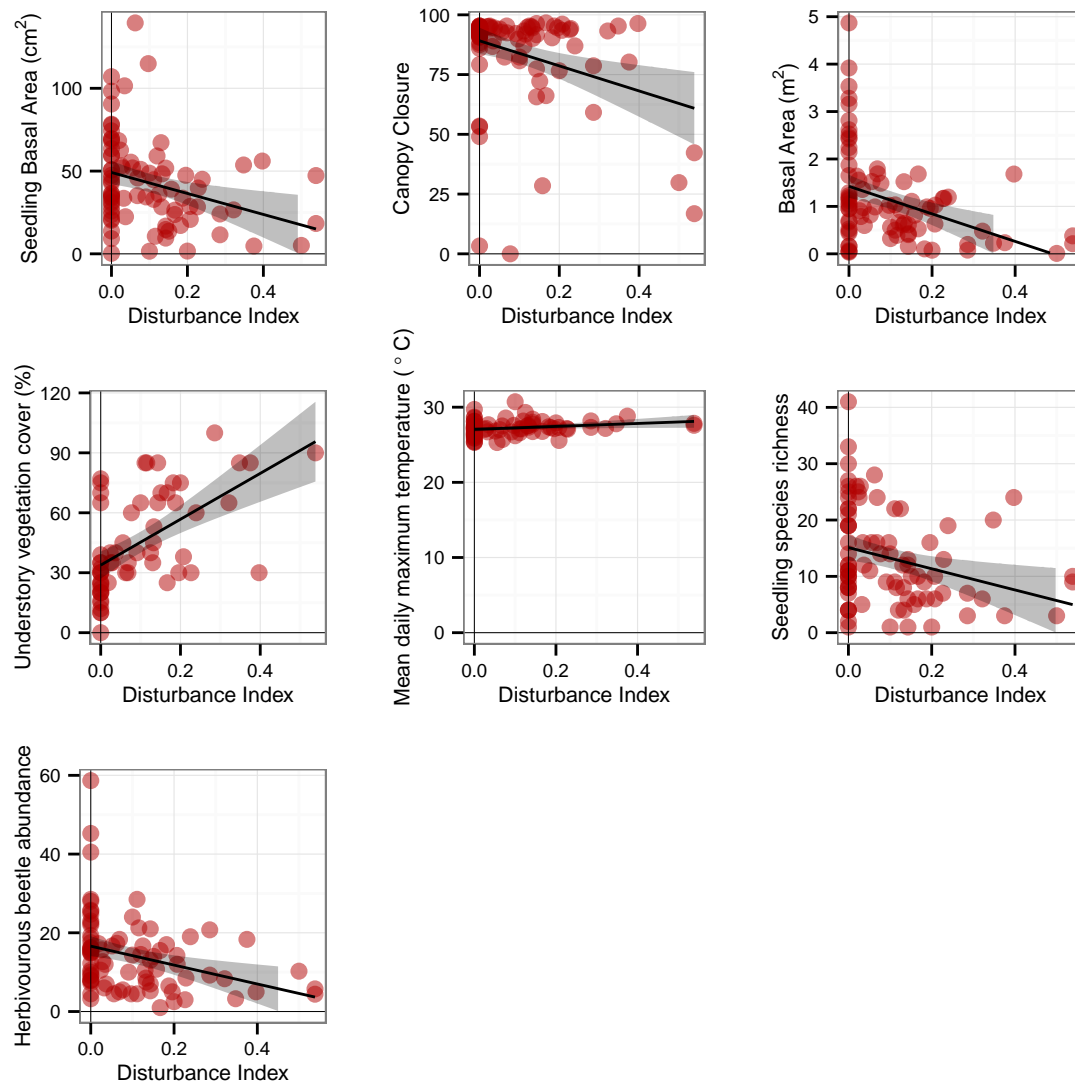 Seedling Basal Area (cm²)
100
50
0
0.0 0.2 0.4
Disturbance Index
Canopy Closure
100
75
50
25
0
0.0 0.2 0.4
Disturbance Index
Basal Area (m²)
5
4
3
2
1
0
0.0 0.2 0.4
Disturbance Index
Understory vegetation cover (%)
120
90
60
30
0
0.0 0.2 0.4
Disturbance Index
Mean daily maximum temperature ( ° C)
30
20
10
0
0.0 0.2 0.4
Disturbance Index
Seedling species richness
40
30
20
10
0
0.0 0.2 0.4
Disturbance Index
Herbivourous beetle abundance
60
40
20
0
0.0 0.2 0.4
Disturbance Index